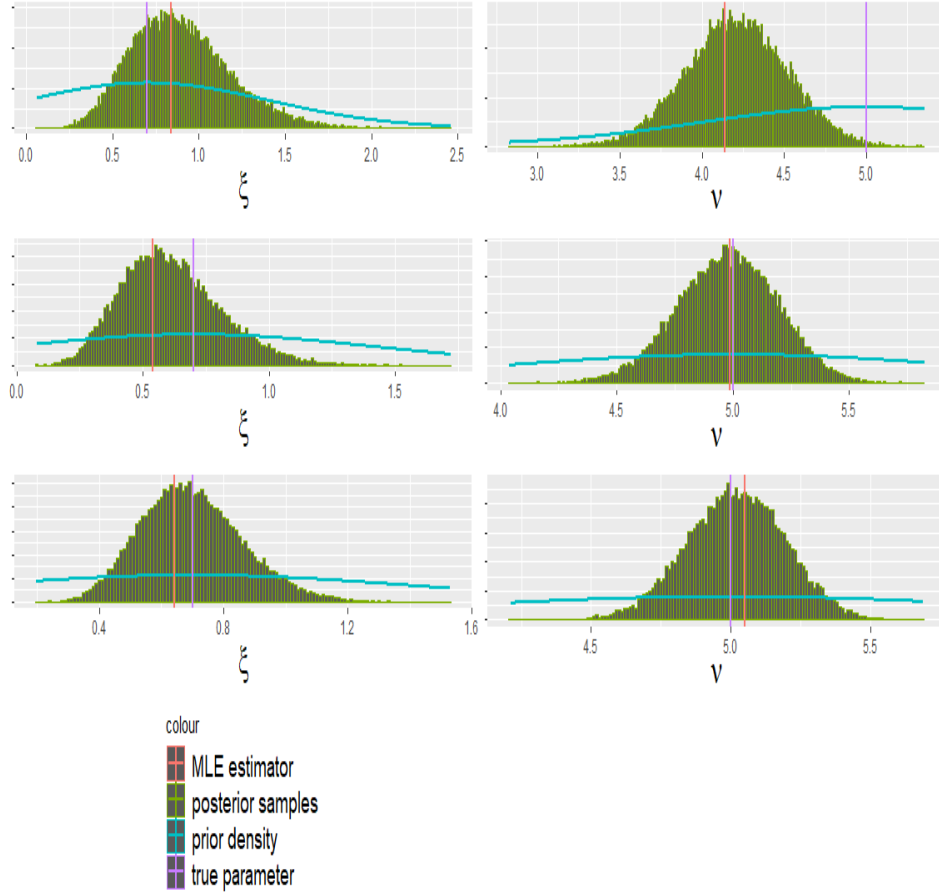 0.0 0.5 1.0 1.5 2.0 2.5
ξ
3.0 3.5 4.0 4.5 5.0
ν
0.0 0.5 1.0 1.5
ξ
4.0 4.5 5.0 5.5
ν
0.4 0.8 1.2 1.6
ξ
4.5 5.0 5.5
ν
colour
MLE estimator
posterior samples
prior density
true parameter